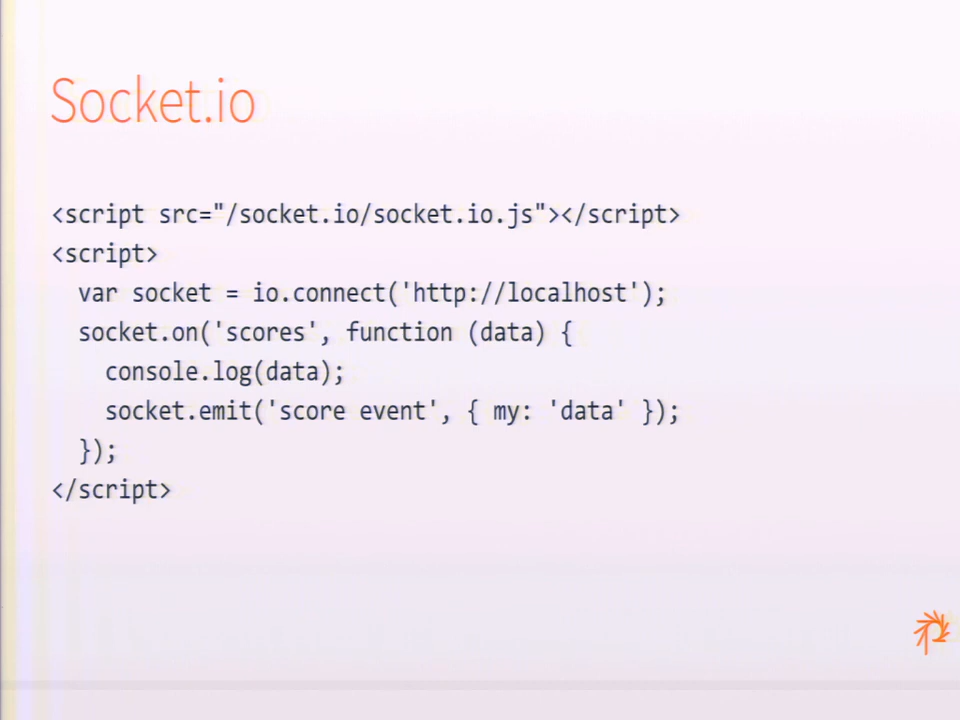 Socket.io
<script src="/socket.io/socket.io.js"></script>
<script>
  var socket = io.connect('http://localhost');
  socket.on('scores', function (data) {
    console.log(data);
    socket.emit('score event', { my: 'data' });
  });
</script>